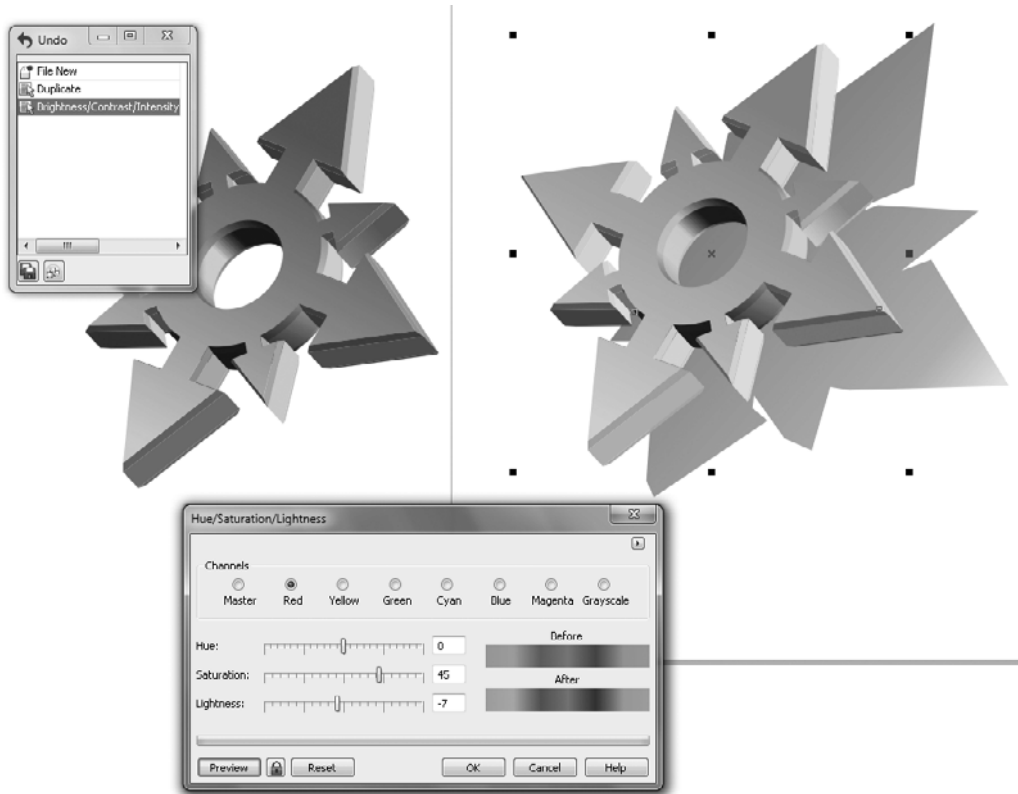 Undo
File New
Duplicate
Brightness/Contrast/Intensity
Hue/Saturation/Lightness
Channels
Master Red Yellow Green Cyan Blue Magenta Grayscale
Hue: 0
Saturation: 45
Lightness: -7
Before
After
Preview Reset OK Cancel Help